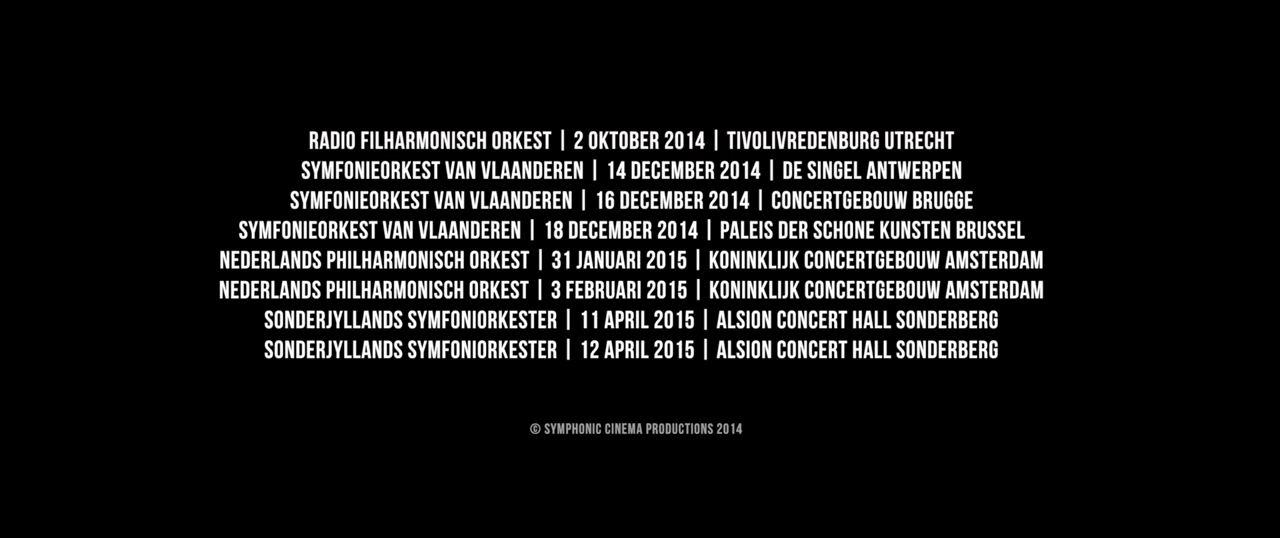 RADIO FILHARMONISCH ORKEST | 2 OKTOBER 2014 | TIVOLIVREDENBURG UTRECHT
SYMFONIEORKEST VAN VLAANDEREN | 14 DECEMBER 2014 | DE SINGEL ANTWERPEN
SYMFONIEORKEST VAN VLAANDEREN | 16 DECEMBER 2014 | CONCERTGEBOUW BRUGGE
SYMFONIEORKEST VAN VLAANDEREN | 18 DECEMBER 2014 | PALEIS DER SCHONE KUNSTEN BRUSSEL
NEDERLANDS PHILHARMONISCH ORKEST | 31 JANUARI 2015 | KONINKLIJK CONCERTGEBOUW AMSTERDAM
NEDERLANDS PHILHARMONISCH ORKEST | 3 FEBRUARI 2015 | KONINKLIJK CONCERTGEBOUW AMSTERDAM
SONDERJYLLANDS SYMFONIORKESTER | 11 APRIL 2015 | ALSION CONCERT HALL SONDERBERG
SONDERJYLLANDS SYMFONIORKESTER | 12 APRIL 2015 | ALSION CONCERT HALL SONDERBERG
© SYMPHONIC CINEMA PRODUCTIONS 2014